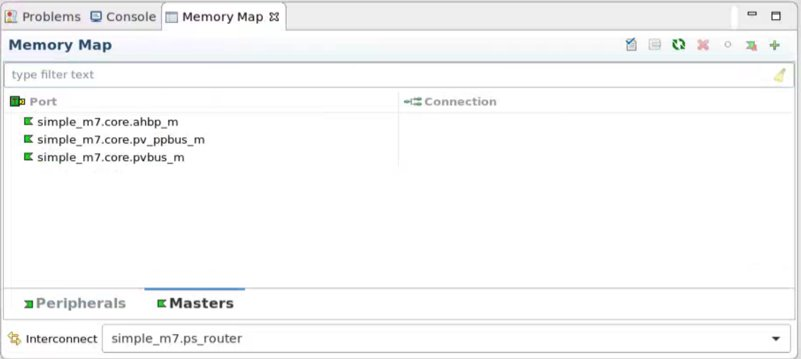 Problems Console Memory Map
Memory Map
type filter text
Port Connection
simple_m7.core.ahbp_m
simple_m7.core.pv_ppbus_m
simple_m7.core.pvbus_m
Peripherals Masters
Interconnect simple_m7.ps_router